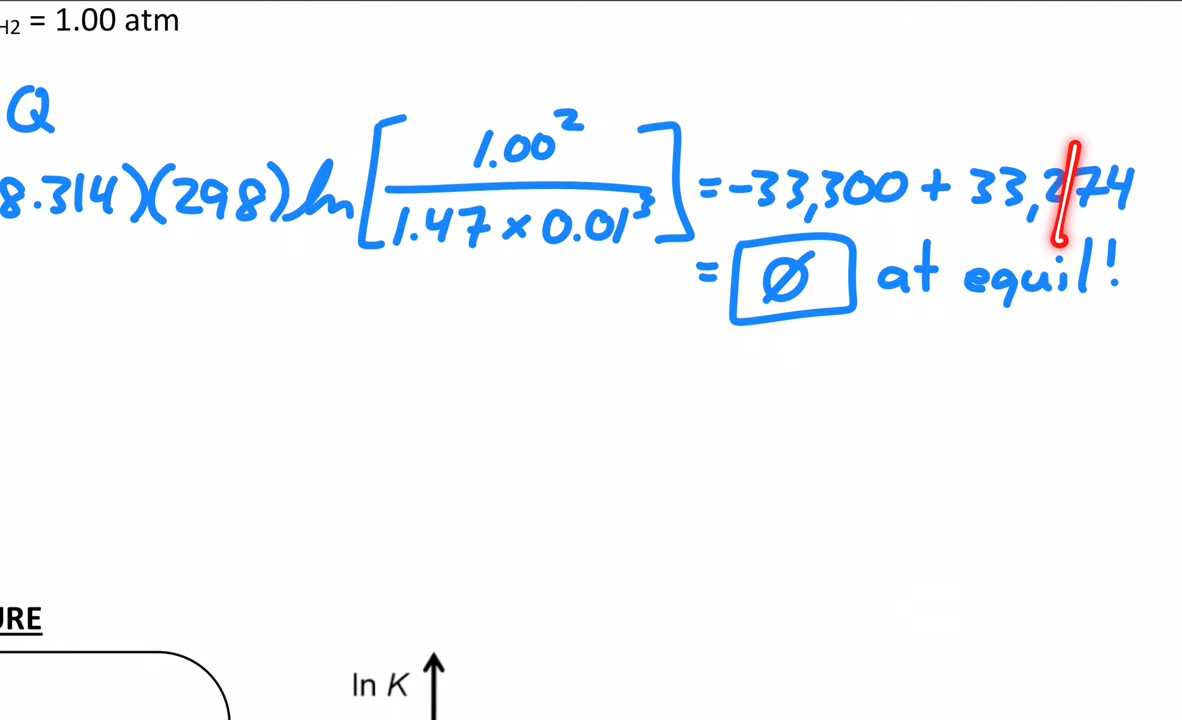 H2 = 1.00 atm
Q
8.314)(298) ln [ 1.00² / 1.47 × 0.01³ ] = -33,300 + 33,274
= Ø at equil!
URE
ln K